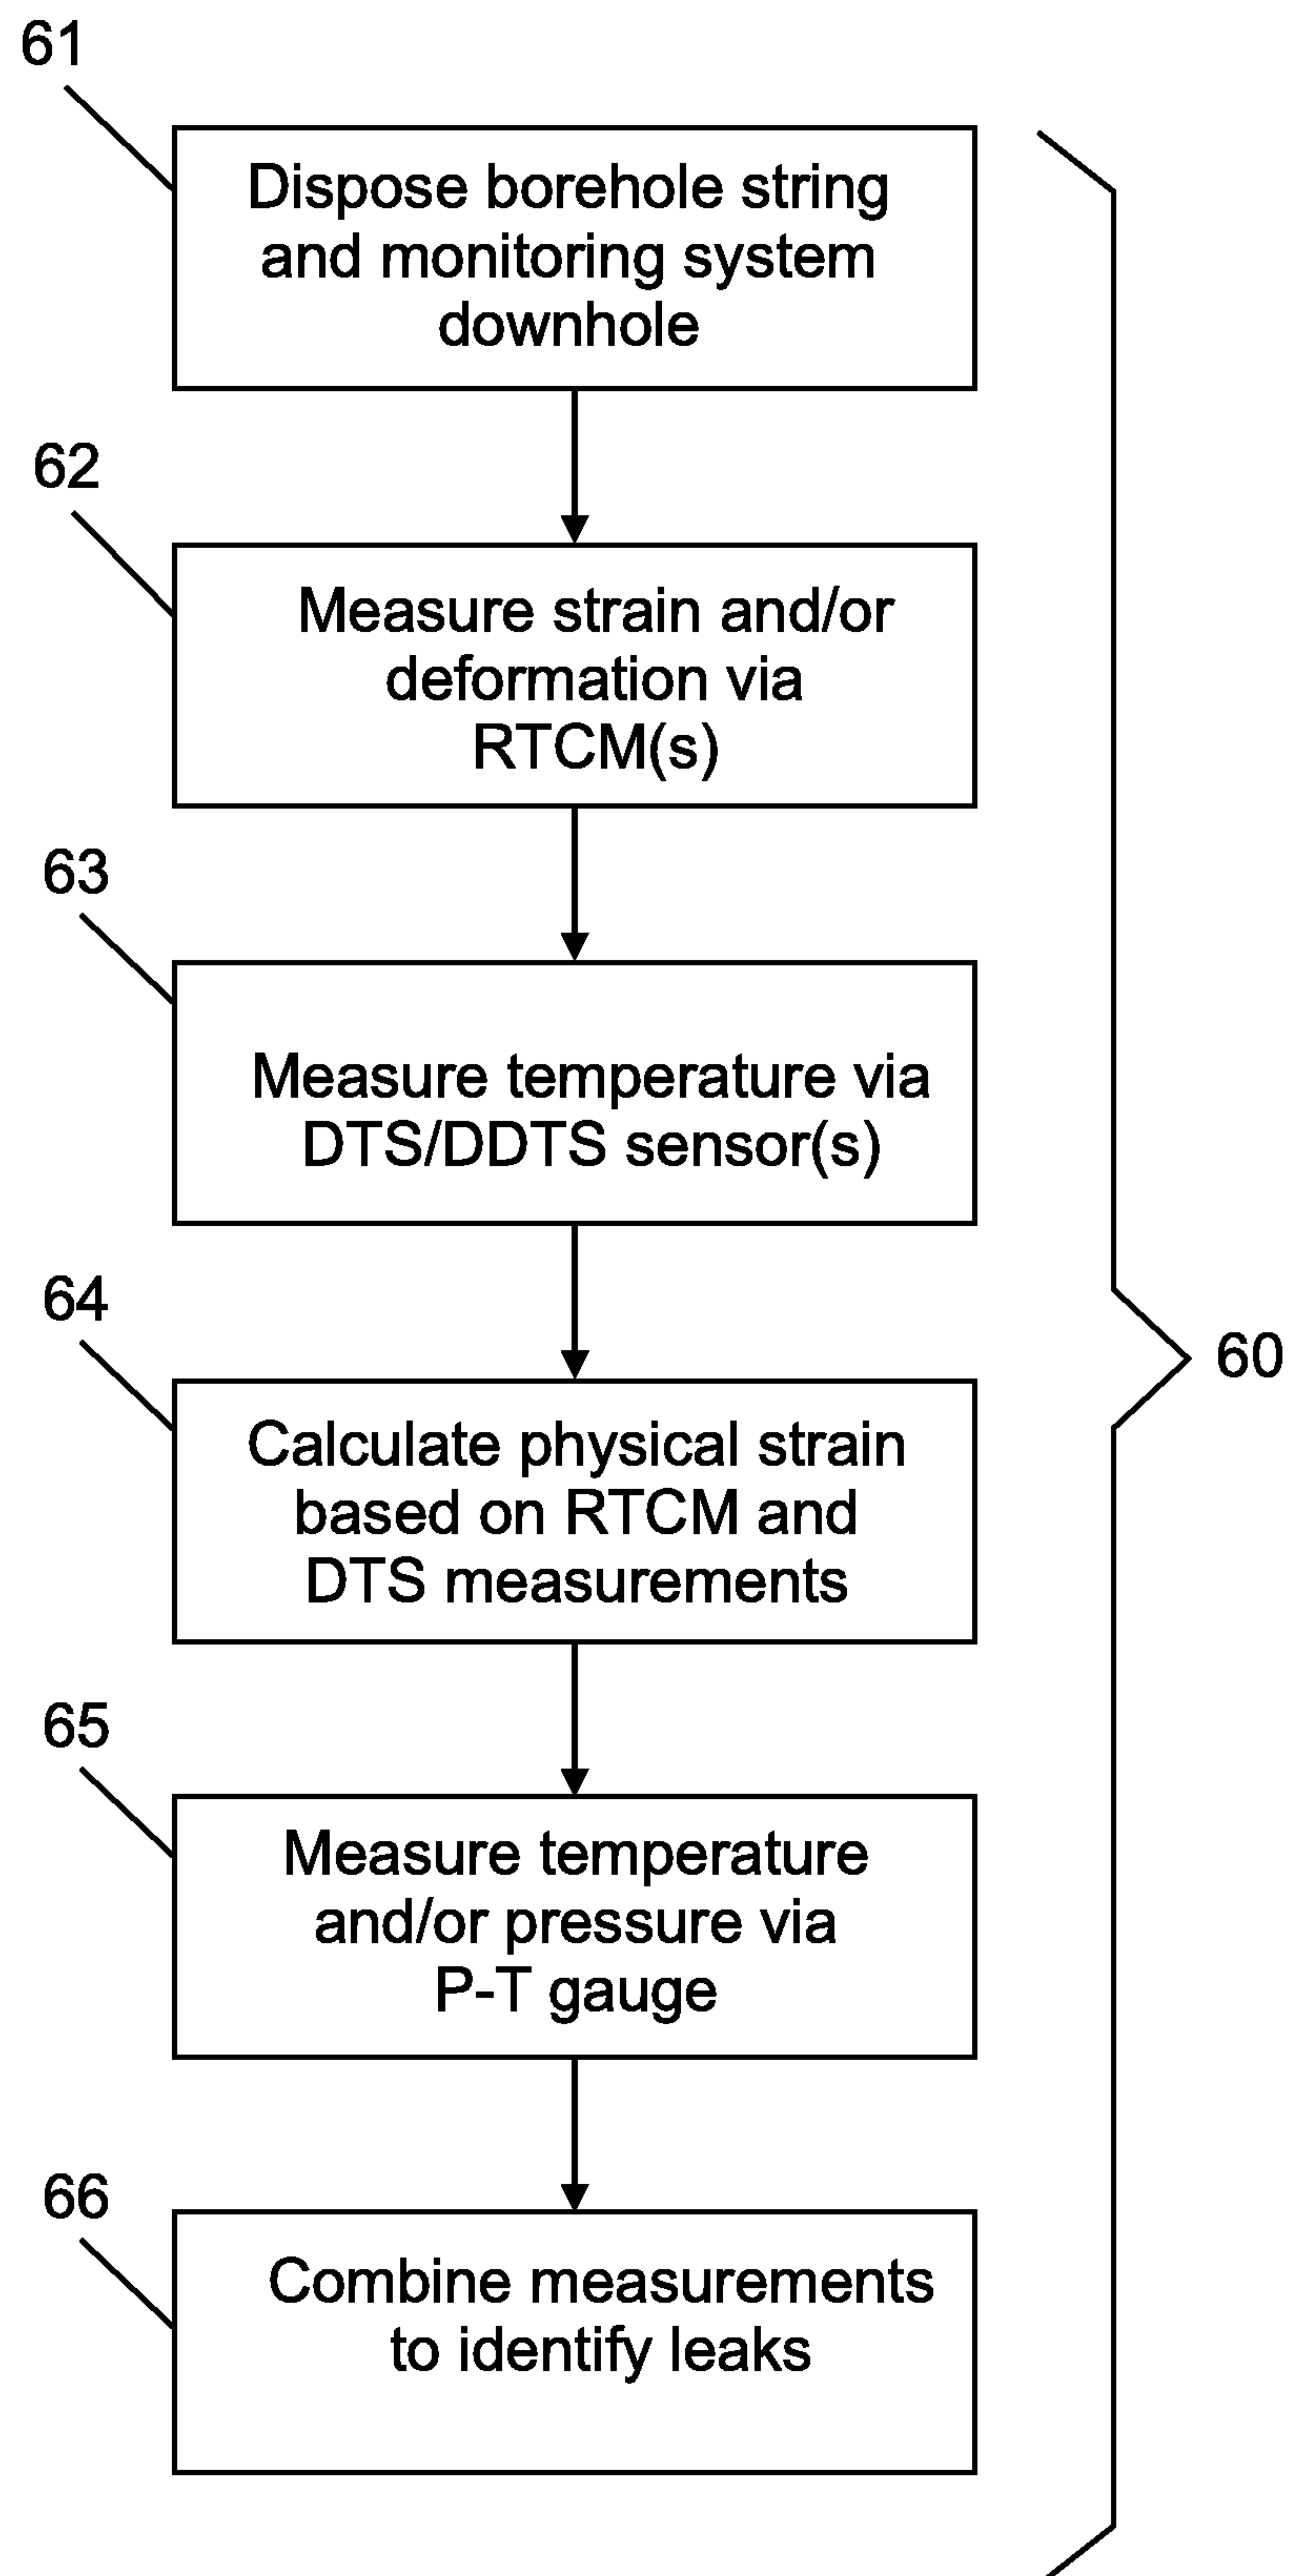 61
Dispose borehole string
and monitoring system
downhole
62
Measure strain and/or
deformation via
RTCM(s)
63
Measure temperature via
DTS/DDTS sensor(s)
64
Calculate physical strain
based on RTCM and
DTS measurements
60
65
Measure temperature
and/or pressure via
P-T gauge
66
Combine measurements
to identify leaks